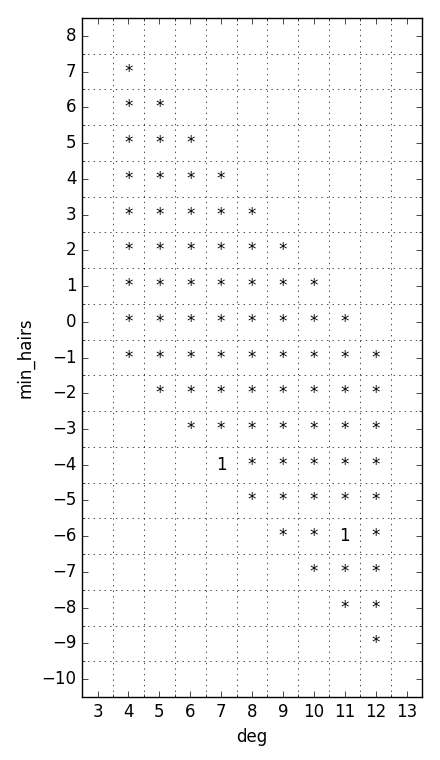 8
7 *
6 * *
5 * * *
4 * * * *
3 * * * * *
2 * * * * * *
1 * * * * * * *
0 * * * * * * * *
−1 * * * * * * * * *
−2 * * * * * * * *
−3 * * * * * * *
−4 1 * * * * *
−5 * * * * *
−6 * * 1 *
−7 * * *
−8 * *
−9 *
−10
3 4 5 6 7 8 9 10 11 12 13
deg
min_hairs